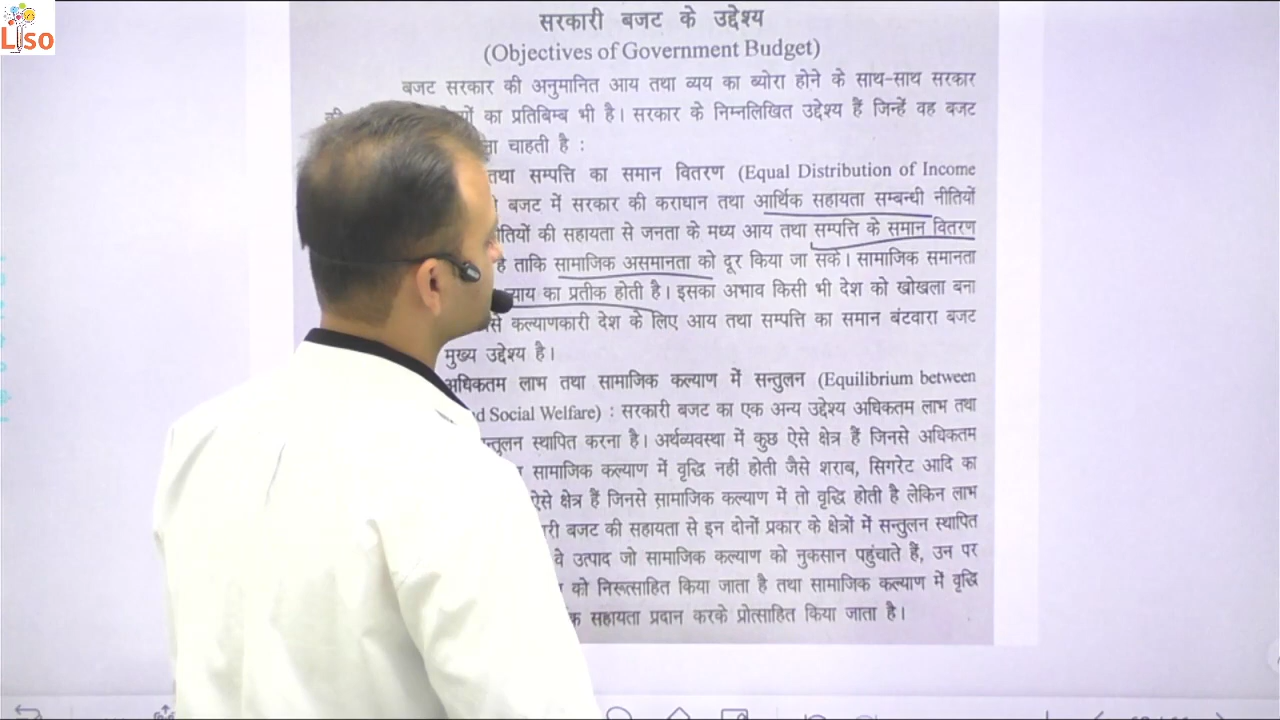 Liso
सरकारी बजट के उद्देश्य
(Objectives of Government Budget)
बजट सरकार की अनुमानित आय तथा व्यय का ब्योरा होने के साथ-साथ सरकार
का प्रतिबिम्ब भी है। सरकार के निम्नलिखित उद्देश्य हैं जिन्हें वह बजट
चाहती है :
तथा सम्पत्ति का समान वितरण (Equal Distribution of Income
बजट में सरकार की कराधान तथा आर्थिक सहायता सम्बन्धी नीतियों
की सहायता से जनता के मध्य आय तथा सम्पत्ति के समान वितरण
है ताकि सामाजिक असमानता को दूर किया जा सके। सामाजिक समानता
का प्रतीक होती है। इसका अभाव किसी भी देश को खोखला बना
कल्याणकारी देश के लिए आय तथा सम्पत्ति का समान बंटवारा बजट
मुख्य उद्देश्य है।
अधिकतम लाभ तथा सामाजिक कल्याण में सन्तुलन (Equilibrium between
Social Welfare) : सरकारी बजट का एक अन्य उद्देश्य अधिकतम लाभ तथा
स्थापित करना है। अर्थव्यवस्था में कुछ ऐसे क्षेत्र हैं जिनसे अधिकतम
सामाजिक कल्याण में वृद्धि नहीं होती जैसे शराब, सिगरेट आदि का
ऐसे क्षेत्र हैं जिनसे सामाजिक कल्याण में तो वृद्धि होती है लेकिन लाभ
बजट की सहायता से इन दोनों प्रकार के क्षेत्रों में सन्तुलन स्थापित
वे उत्पाद जो सामाजिक कल्याण को नुकसान पहुंचाते हैं, उन पर
को निरूत्साहित किया जाता है तथा सामाजिक कल्याण में वृद्धि
सहायता प्रदान करके प्रोत्साहित किया जाता है।